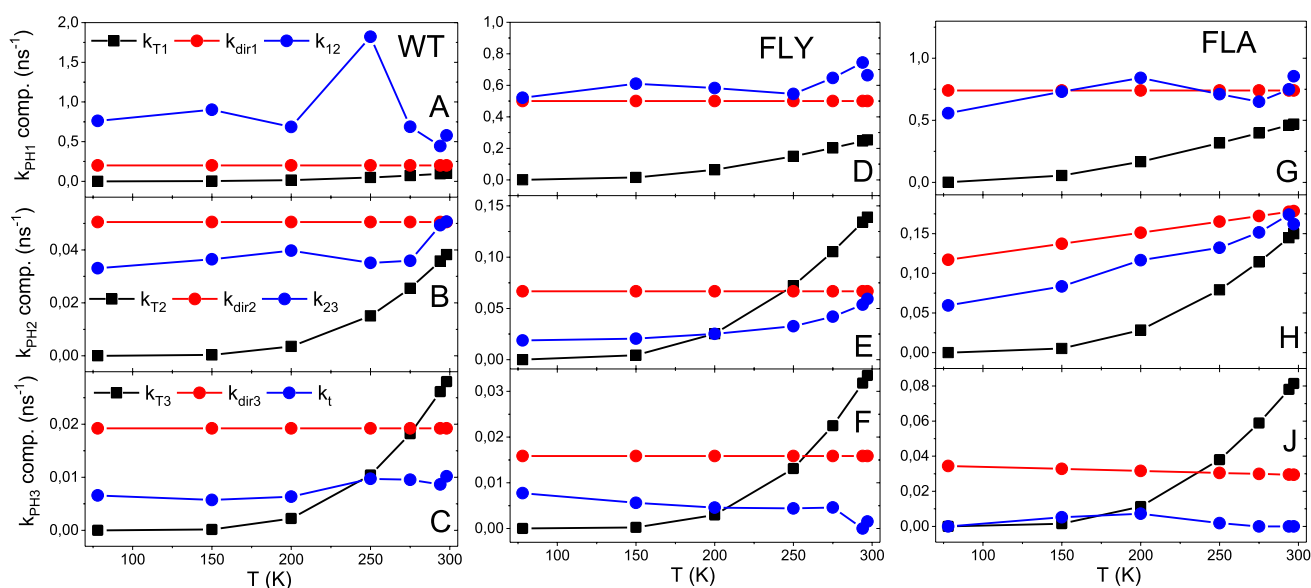 WT
k_T1 k_dir1 k_12
A
k_PH1 comp. (ns⁻¹)
2,0
1,5
1,0
0,5
0,0
k_T2 k_dir2 k_23
B
k_PH2 comp. (ns⁻¹)
0,04
0,02
0,00
k_T3 k_dir3 k_t
C
k_PH3 comp. (ns⁻¹)
0,02
0,01
0,00
100 150 200 250 300
T (K)
FLY
D
1,0
0,8
0,6
0,4
0,2
0,0
E
0,15
0,10
0,05
0,00
F
0,03
0,02
0,01
0,00
100 150 200 250 300
T (K)
FLA
G
1,0
0,5
0,0
H
0,15
0,10
0,05
0,00
J
0,08
0,06
0,04
0,02
0,00
100 150 200 250 300
T (K)